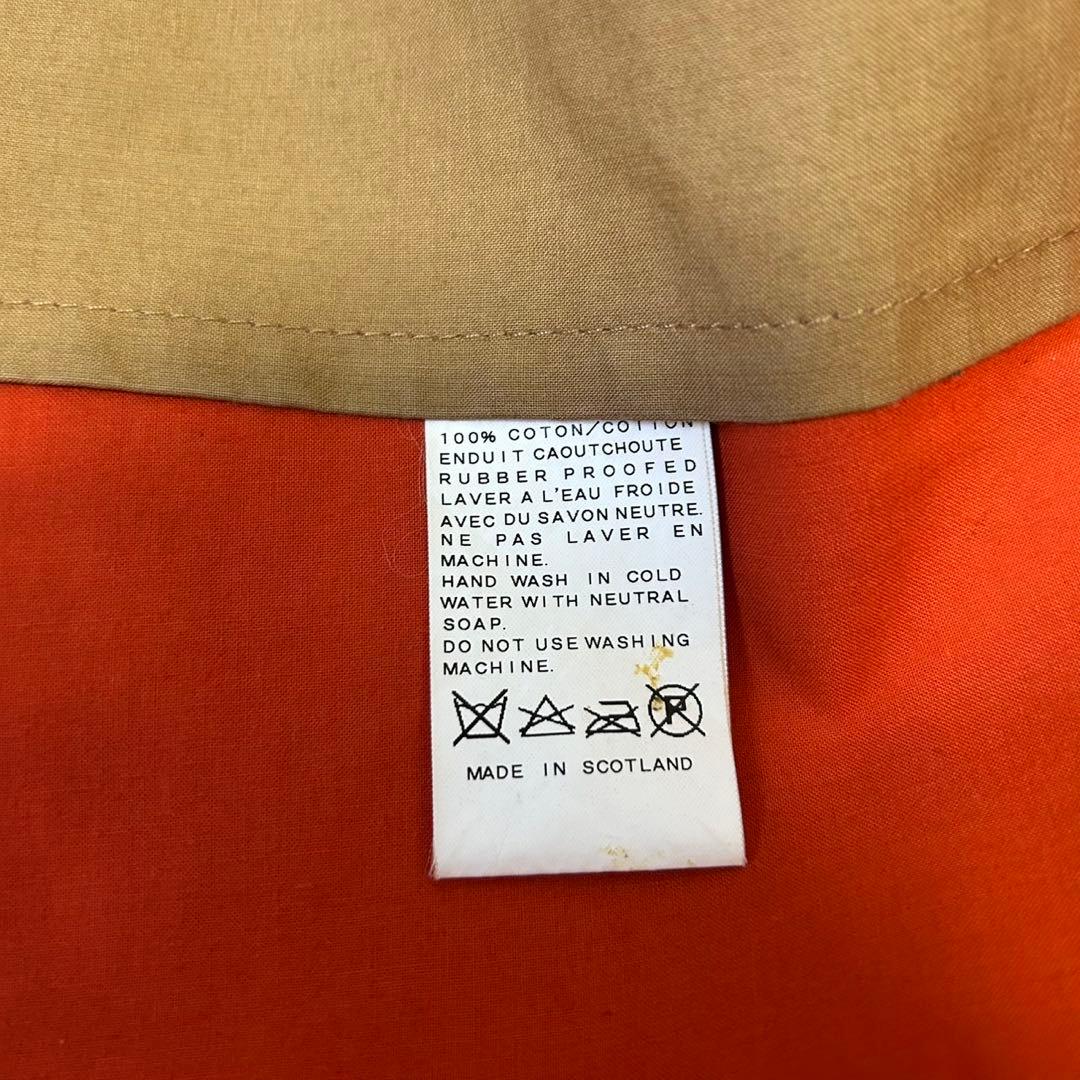 100% COTON/COTTON
ENDUIT CAOUTCHOUTE
RUBBER PROOFED
LAVER A L'EAU FROIDE
AVEC DU SAVON NEUTRE.
NE PAS LAVER EN
MACHINE.
HAND WASH IN COLD
WATER WITH NEUTRAL
SOAP.
DO NOT USE WASHING
MACHINE.
P
MADE IN SCOTLAND